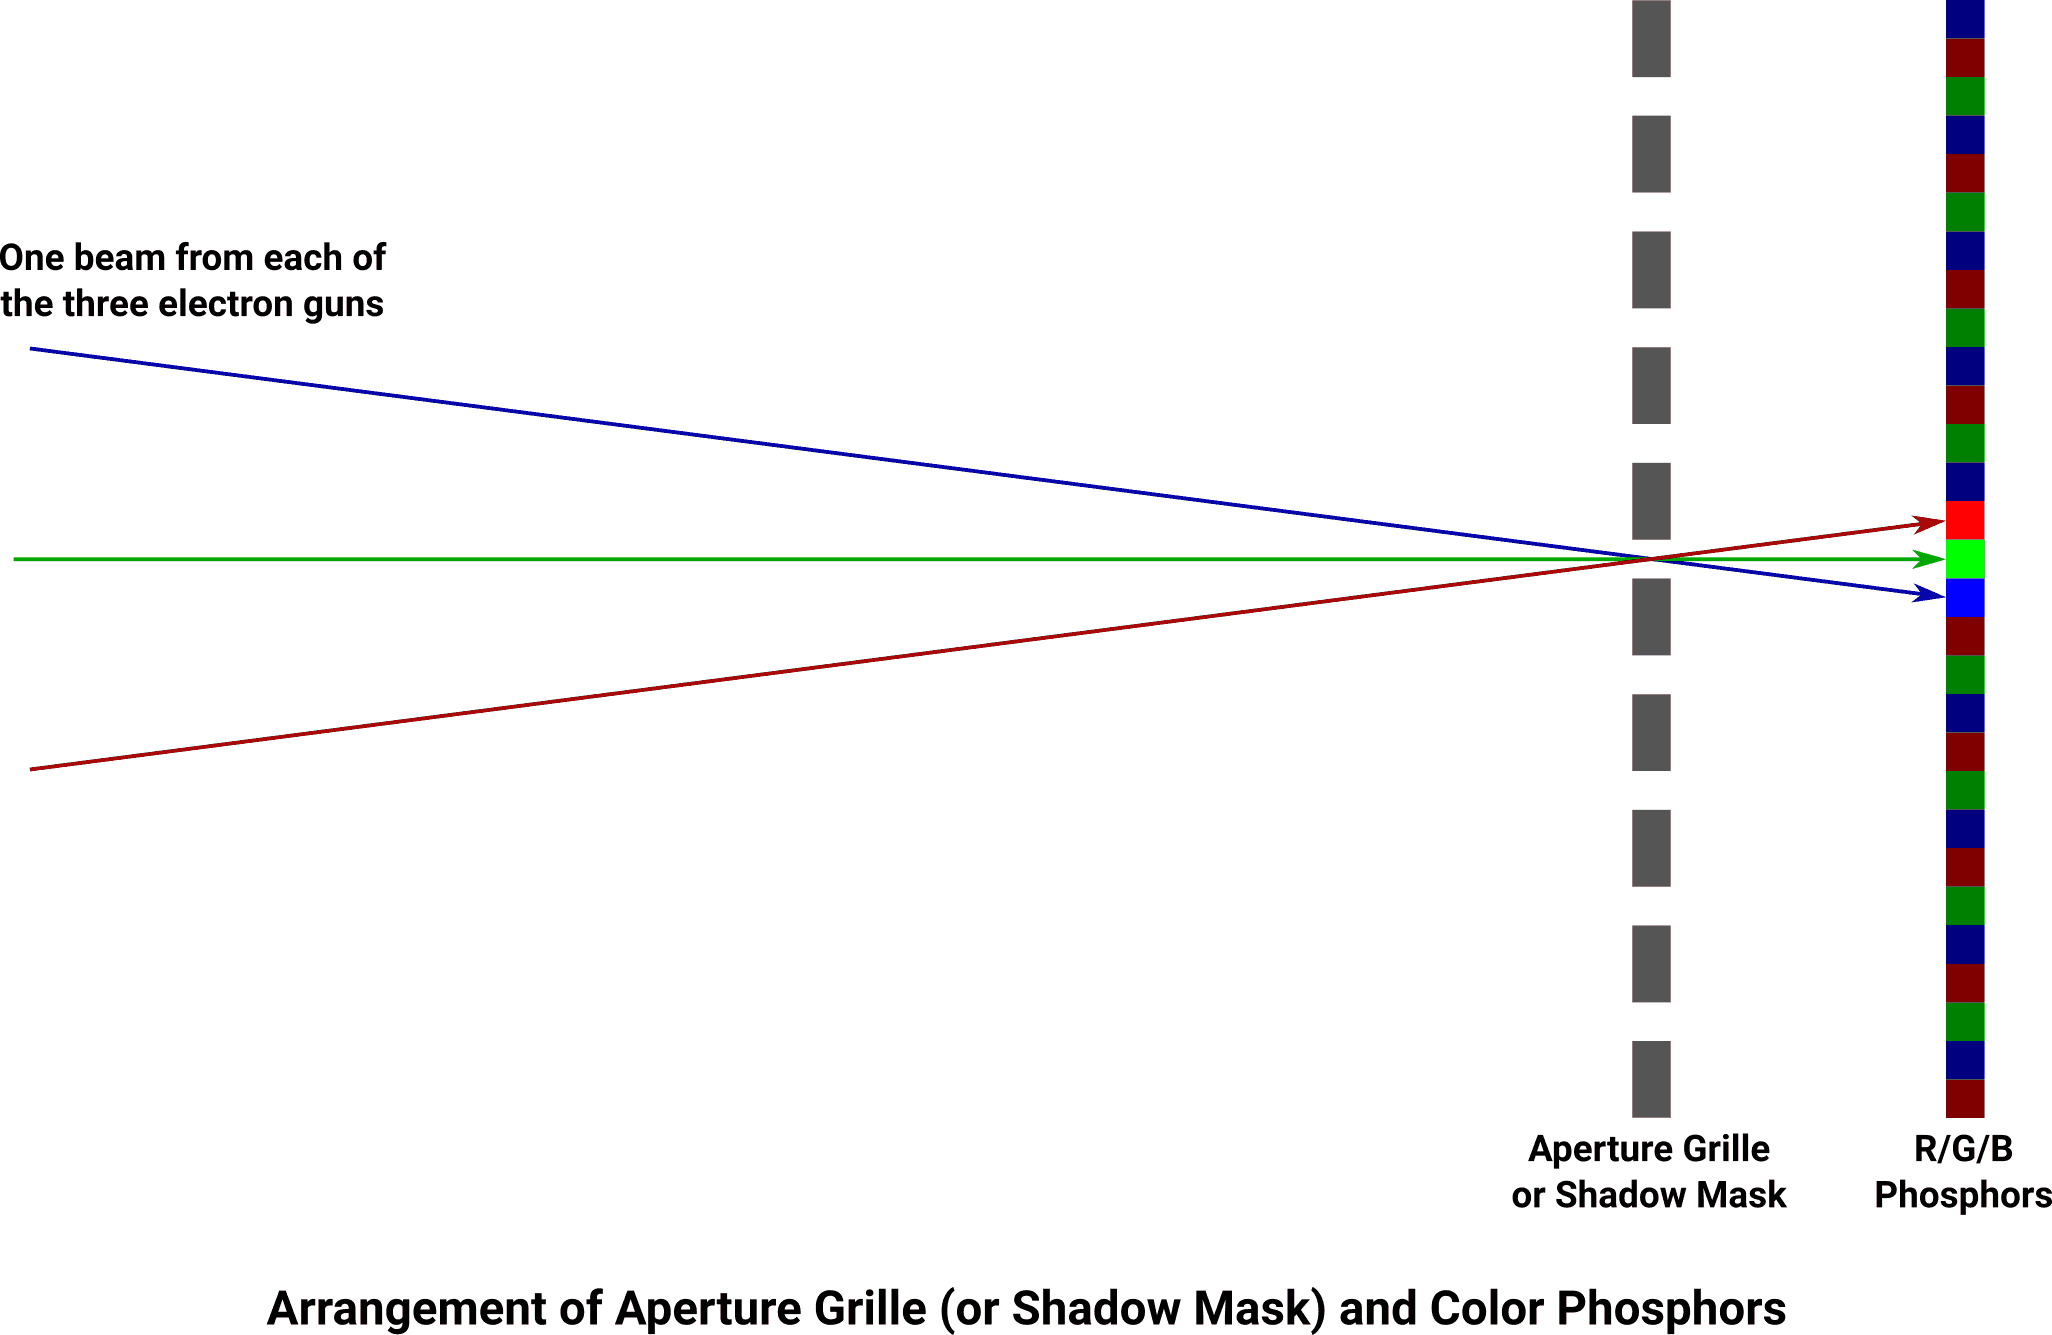 One beam from each of
the three electron guns
Aperture Grille
or Shadow Mask
R/G/B
Phosphors
Arrangement of Aperture Grille (or Shadow Mask) and Color Phosphors